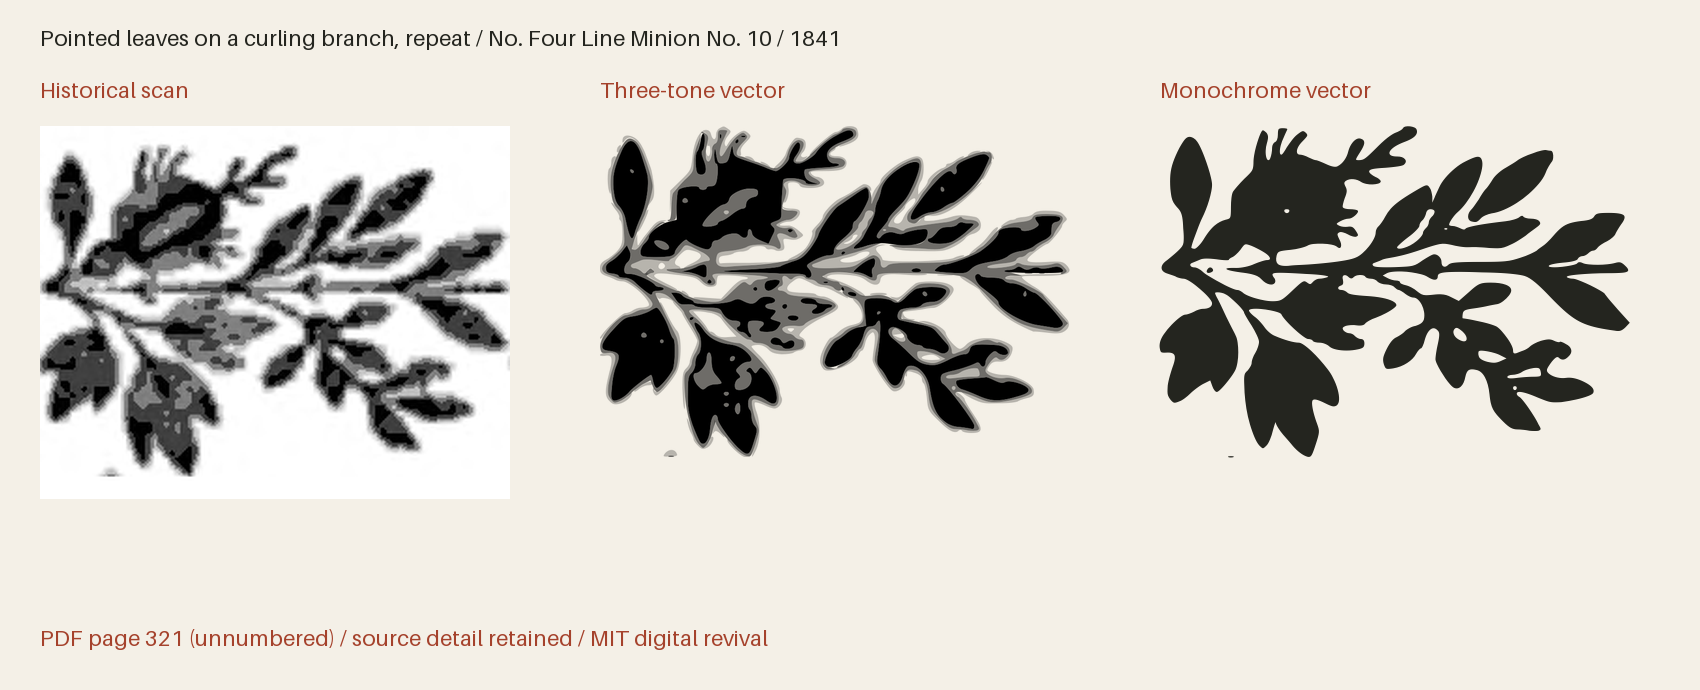 Pointed leaves on a curling branch, repeat / No. Four Line Minion No. 10 / 1841
Historical scan
Three-tone vector
Monochrome vector
PDF page 321 (unnumbered) / source detail retained / MIT digital revival